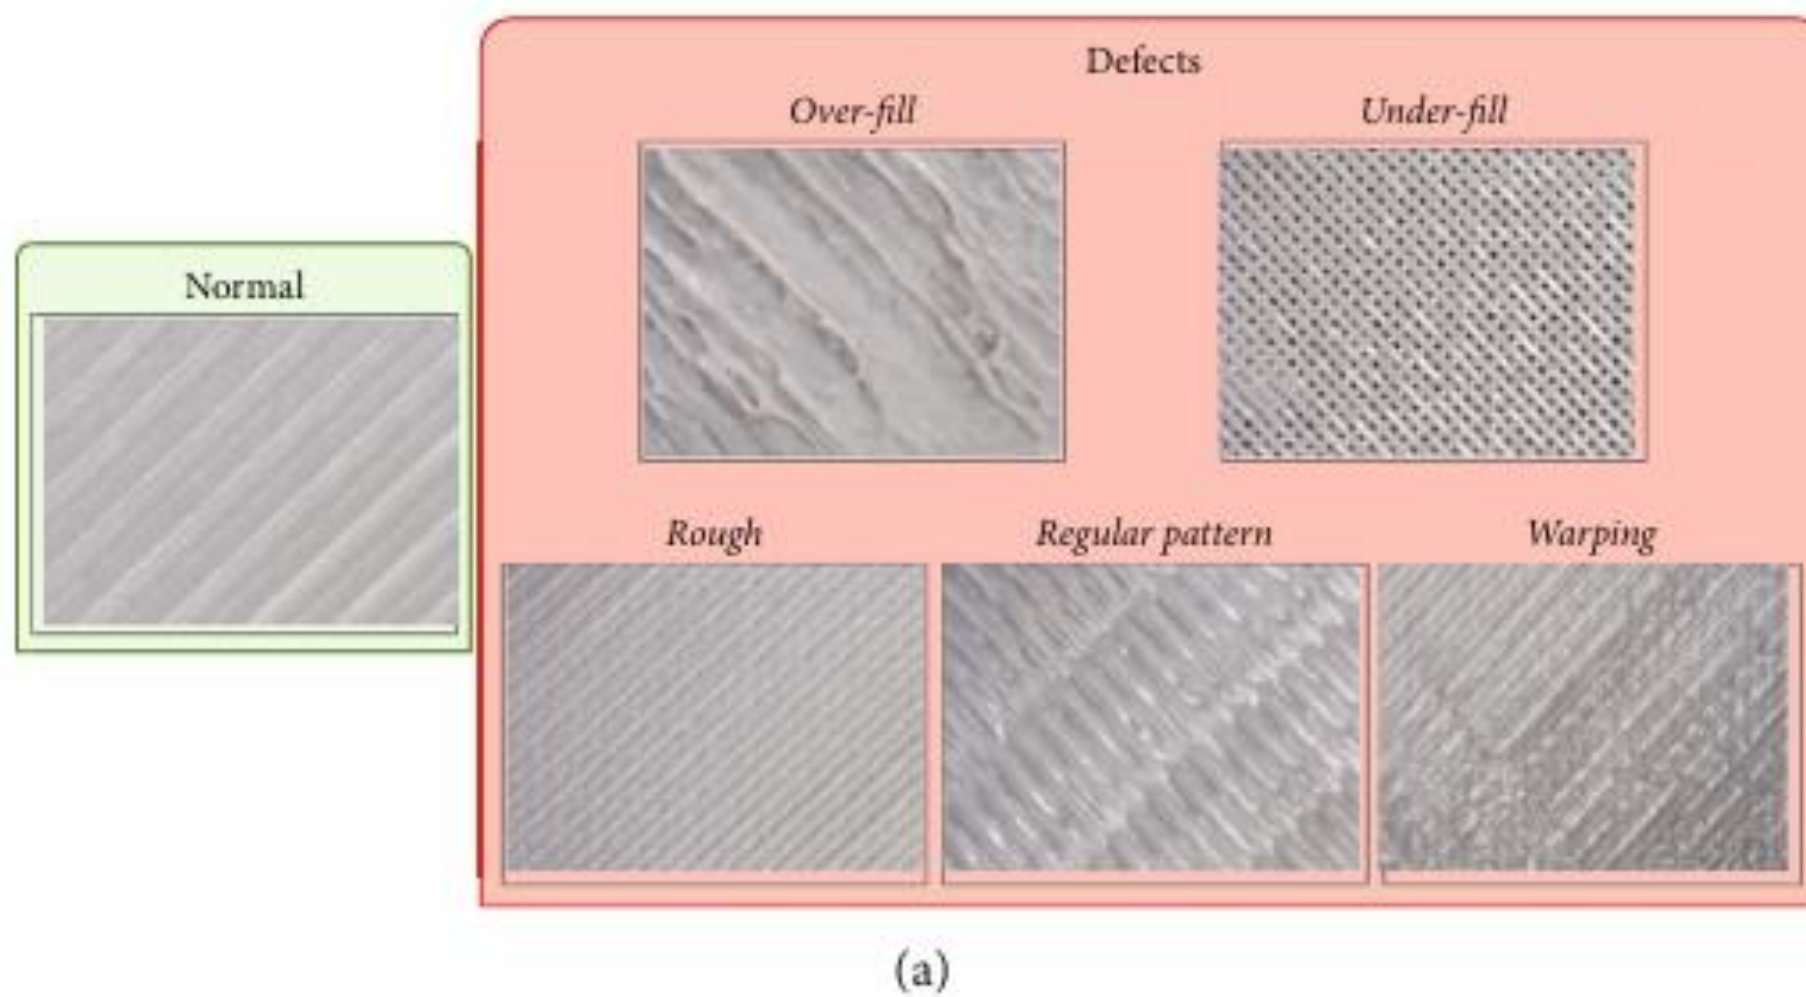 Defects
Over-fill
Under-fill
Normal
Rough
Regular pattern
Warping
(a)